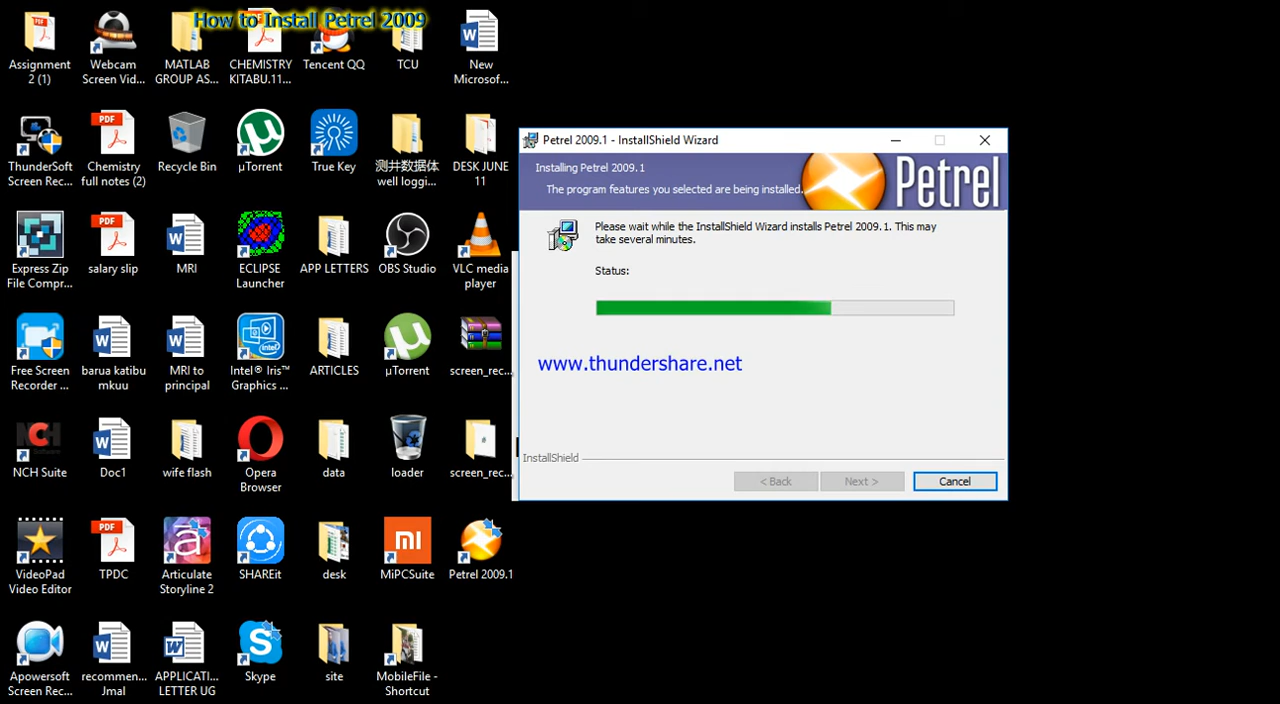 How to Install Petrel 2009
Assignment
2 (1)
Webcam
Screen Vid...
MATLAB
GROUP AS...
CHEMISTRY
KITABU.11...
Tencent QQ
TCU
New
Microsof...
ThunderSoft
Screen Rec...
Chemistry
full notes (2)
Recycle Bin
µTorrent
True Key
测井数据体
well loggi...
DESK JUNE
11
Express Zip
File Compr...
salary slip
MRI
ECLIPSE
Launcher
APP LETTERS
OBS Studio
VLC media
player
Free Screen
Recorder ...
barua katibu
mkuu
MRI to
principal
Intel® Iris™
Graphics ...
ARTICLES
µTorrent
screen_rec...
NCH Suite
Doc1
wife flash
Opera
Browser
data
loader
screen_rec...
VideoPad
Video Editor
TPDC
Articulate
Storyline 2
SHAREit
desk
MiPCSuite
Petrel 2009.1
Apowersoft
Screen Rec...
recommen...
Jmal
APPLICATI...
LETTER UG
Skype
site
MobileFile -
Shortcut
Petrel 2009.1 - InstallShield Wizard
Installing Petrel 2009.1
The program features you selected are being installed.
Petrel
Please wait while the InstallShield Wizard installs Petrel 2009.1. This may
take several minutes.
Status:
www.thundershare.net
InstallShield
< Back
Next >
Cancel